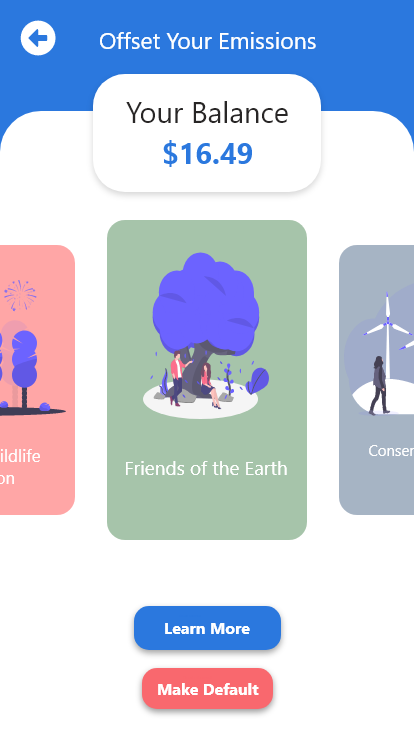 Offset Your Emissions
Your Balance
$16.49
ildlife
on
Friends of the Earth
Conser
Learn More
Make Default